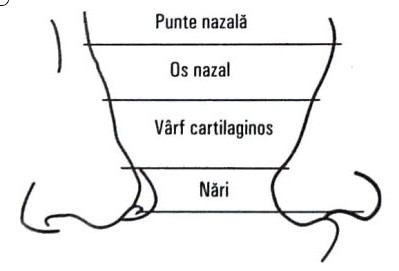 Punte nazală
Os nazal
Vârf cartilaginos
Nări